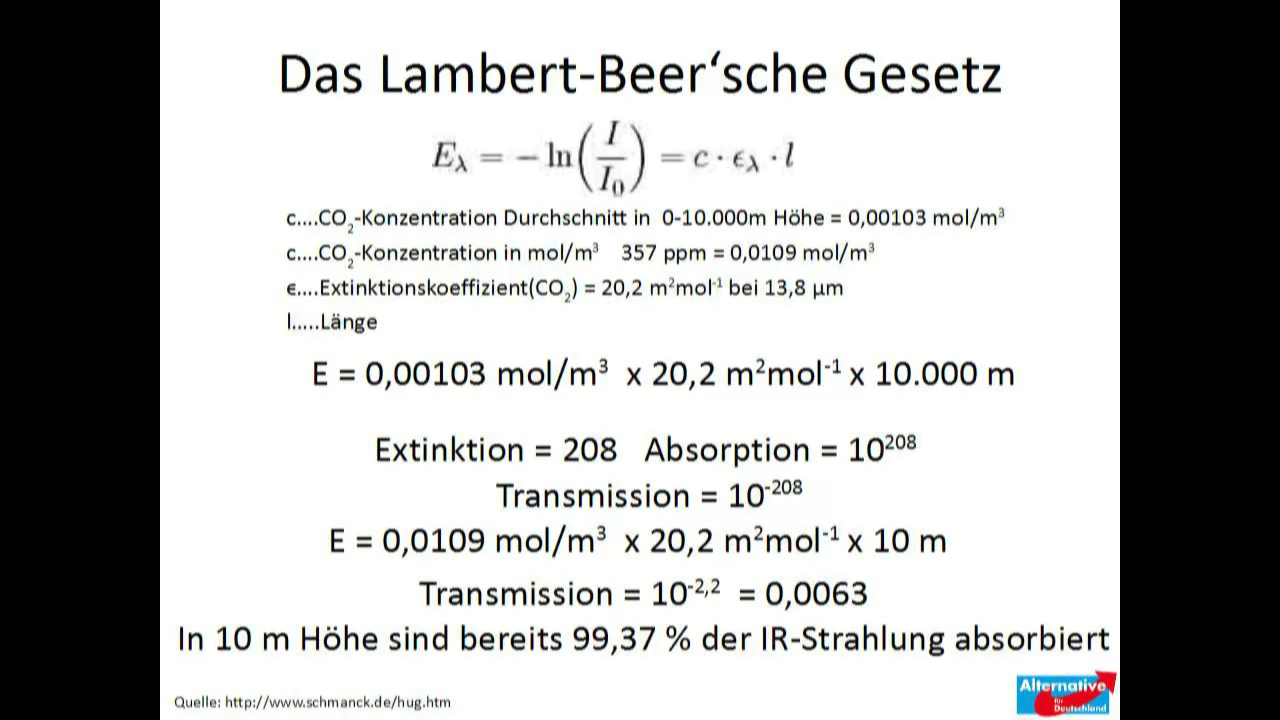 Das Lambert-Beer‘sche Gesetz
Eλ = −ln(I/I₀) = c · ϵλ · l
c....CO₂-Konzentration Durchschnitt in 0-10.000m Höhe = 0,00103 mol/m³
c....CO₂-Konzentration in mol/m³ 357 ppm = 0,0109 mol/m³
ϵ....Extinktionskoeffizient(CO₂) = 20,2 m²mol⁻¹ bei 13,8 µm
l.....Länge
E = 0,00103 mol/m³ x 20,2 m²mol⁻¹ x 10.000 m
Extinktion = 208 Absorption = 10²⁰⁸
Transmission = 10⁻²⁰⁸
E = 0,0109 mol/m³ x 20,2 m²mol⁻¹ x 10 m
Transmission = 10⁻²,² = 0,0063
In 10 m Höhe sind bereits 99,37 % der IR-Strahlung absorbiert
Quelle: http://www.schmanck.de/hug.htm
Alternative
für
Deutschland